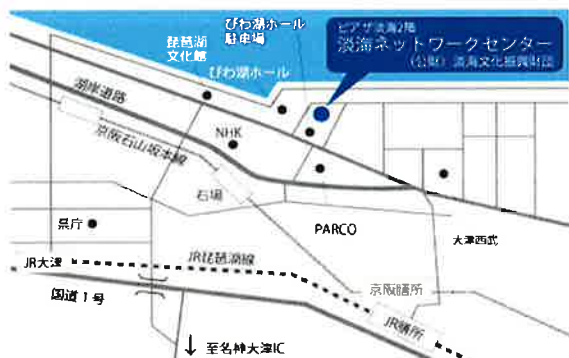 びわ湖ホール
駐車場
ピアザ淡海2階
淡海ネットワークセンター
(公財) 淡海文化振興財団
琵琶湖
文化館
びわ湖ホール
湖岸道路
NHK
京阪石山坂本線
石場
県庁
PARCO
大津西武
JR大津
JR琵琶湖線
国道1号
京阪膳所
JR膳所
↓ 至名神大津IC